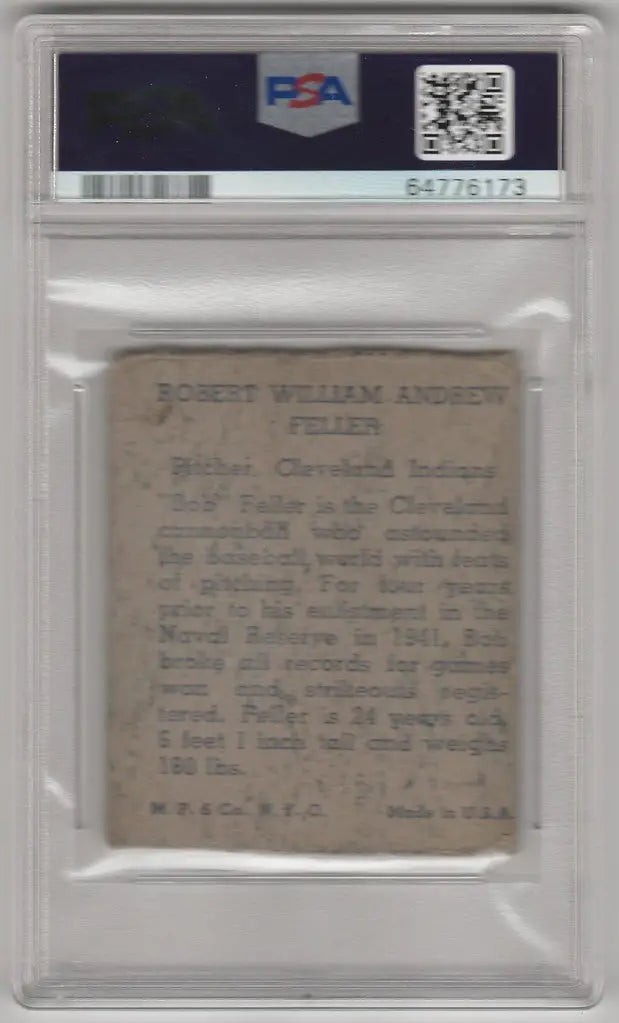 PSA
64776173
ROBERT WILLIAM ANDREW
FELLER
Pitcher, Cleveland Indians
"Bob" Feller is the Cleveland
cannonball who astounded
the baseball world with feats
of pitching. For four years
prior to his enlistment in the
Naval Reserve in 1941, Bob
broke all records for games
won and strikeouts regis-
tered. Feller is 24 years old,
6 feet 1 inch tall and weighs
180 lbs.
M. P. & Co. N. Y. C. Made in U.S.A.